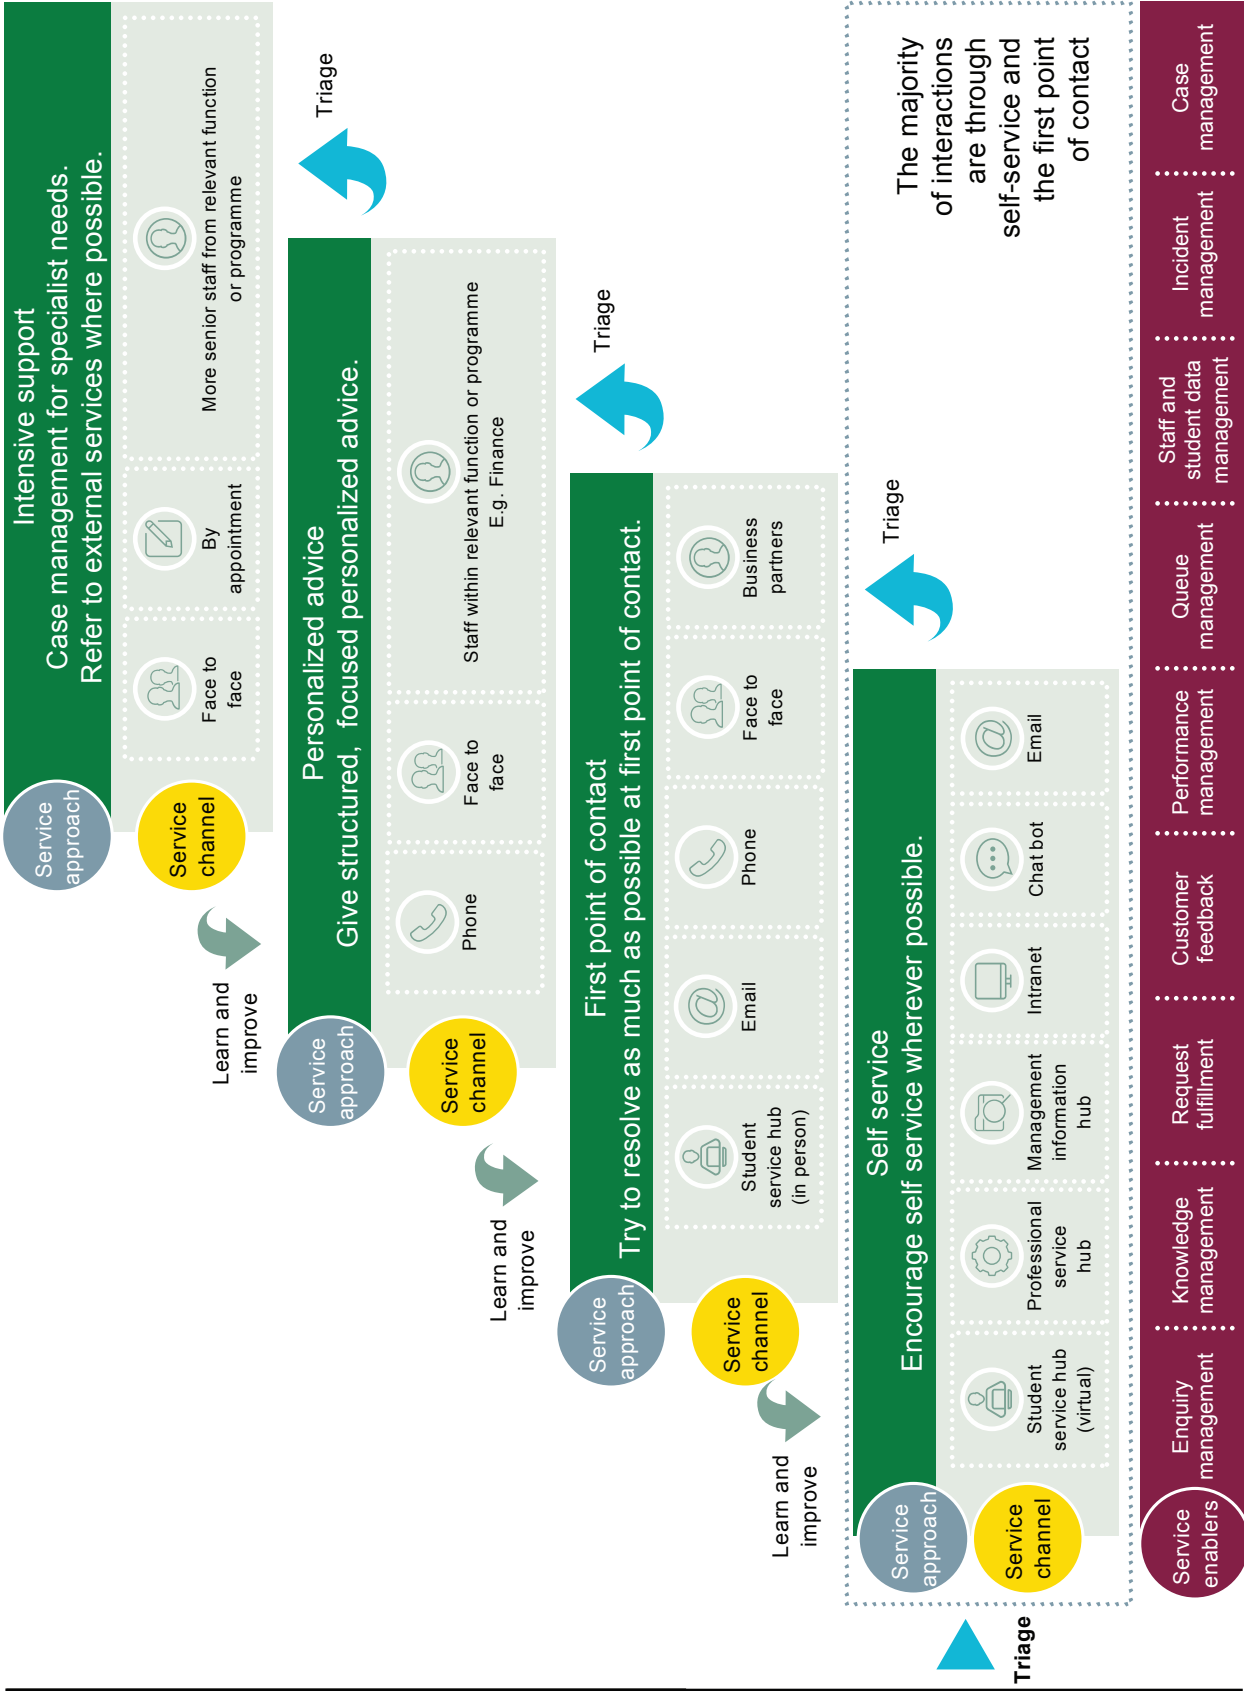 Intensive support
Case management for specialist needs.
Refer to external services where possible.
Service
approach
Service
channel
Face to
face
By
appointment
More senior staff from relevant function
or programme
Triage
Learn and
improve
Personalized advice
Give structured, focused personalized advice.
Service
approach
Service
channel
Phone
Face to
face
Staff within relevant function or programme
E.g. Finance
Triage
Learn and
improve
First point of contact
Try to resolve as much as possible at first point of contact.
Service
approach
Service
channel
Student
service hub
(in person)
Email
Phone
Face to
face
Business
partners
Triage
Learn and
improve
Self service
Encourage self service wherever possible.
Service
approach
Service
channel
Student
service hub
(virtual)
Professional
service
hub
Management
information
hub
Intranet
Chat bot
Email
The majority
of interactions
are through
self-service and
the first point
of contact
Triage
Service
enablers
Enquiry
management
Knowledge
management
Request
fulfillment
Customer
feedback
Performance
management
Queue
management
Staff and
student data
management
Incident
management
Case
management